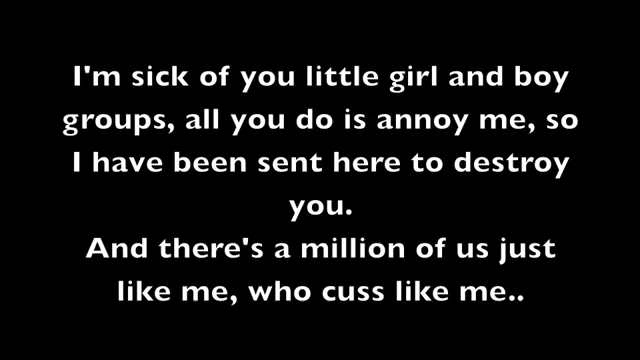 I'm sick of you little girl and boy
groups, all you do is annoy me, so
I have been sent here to destroy
you.
And there's a million of us just
like me, who cuss like me..